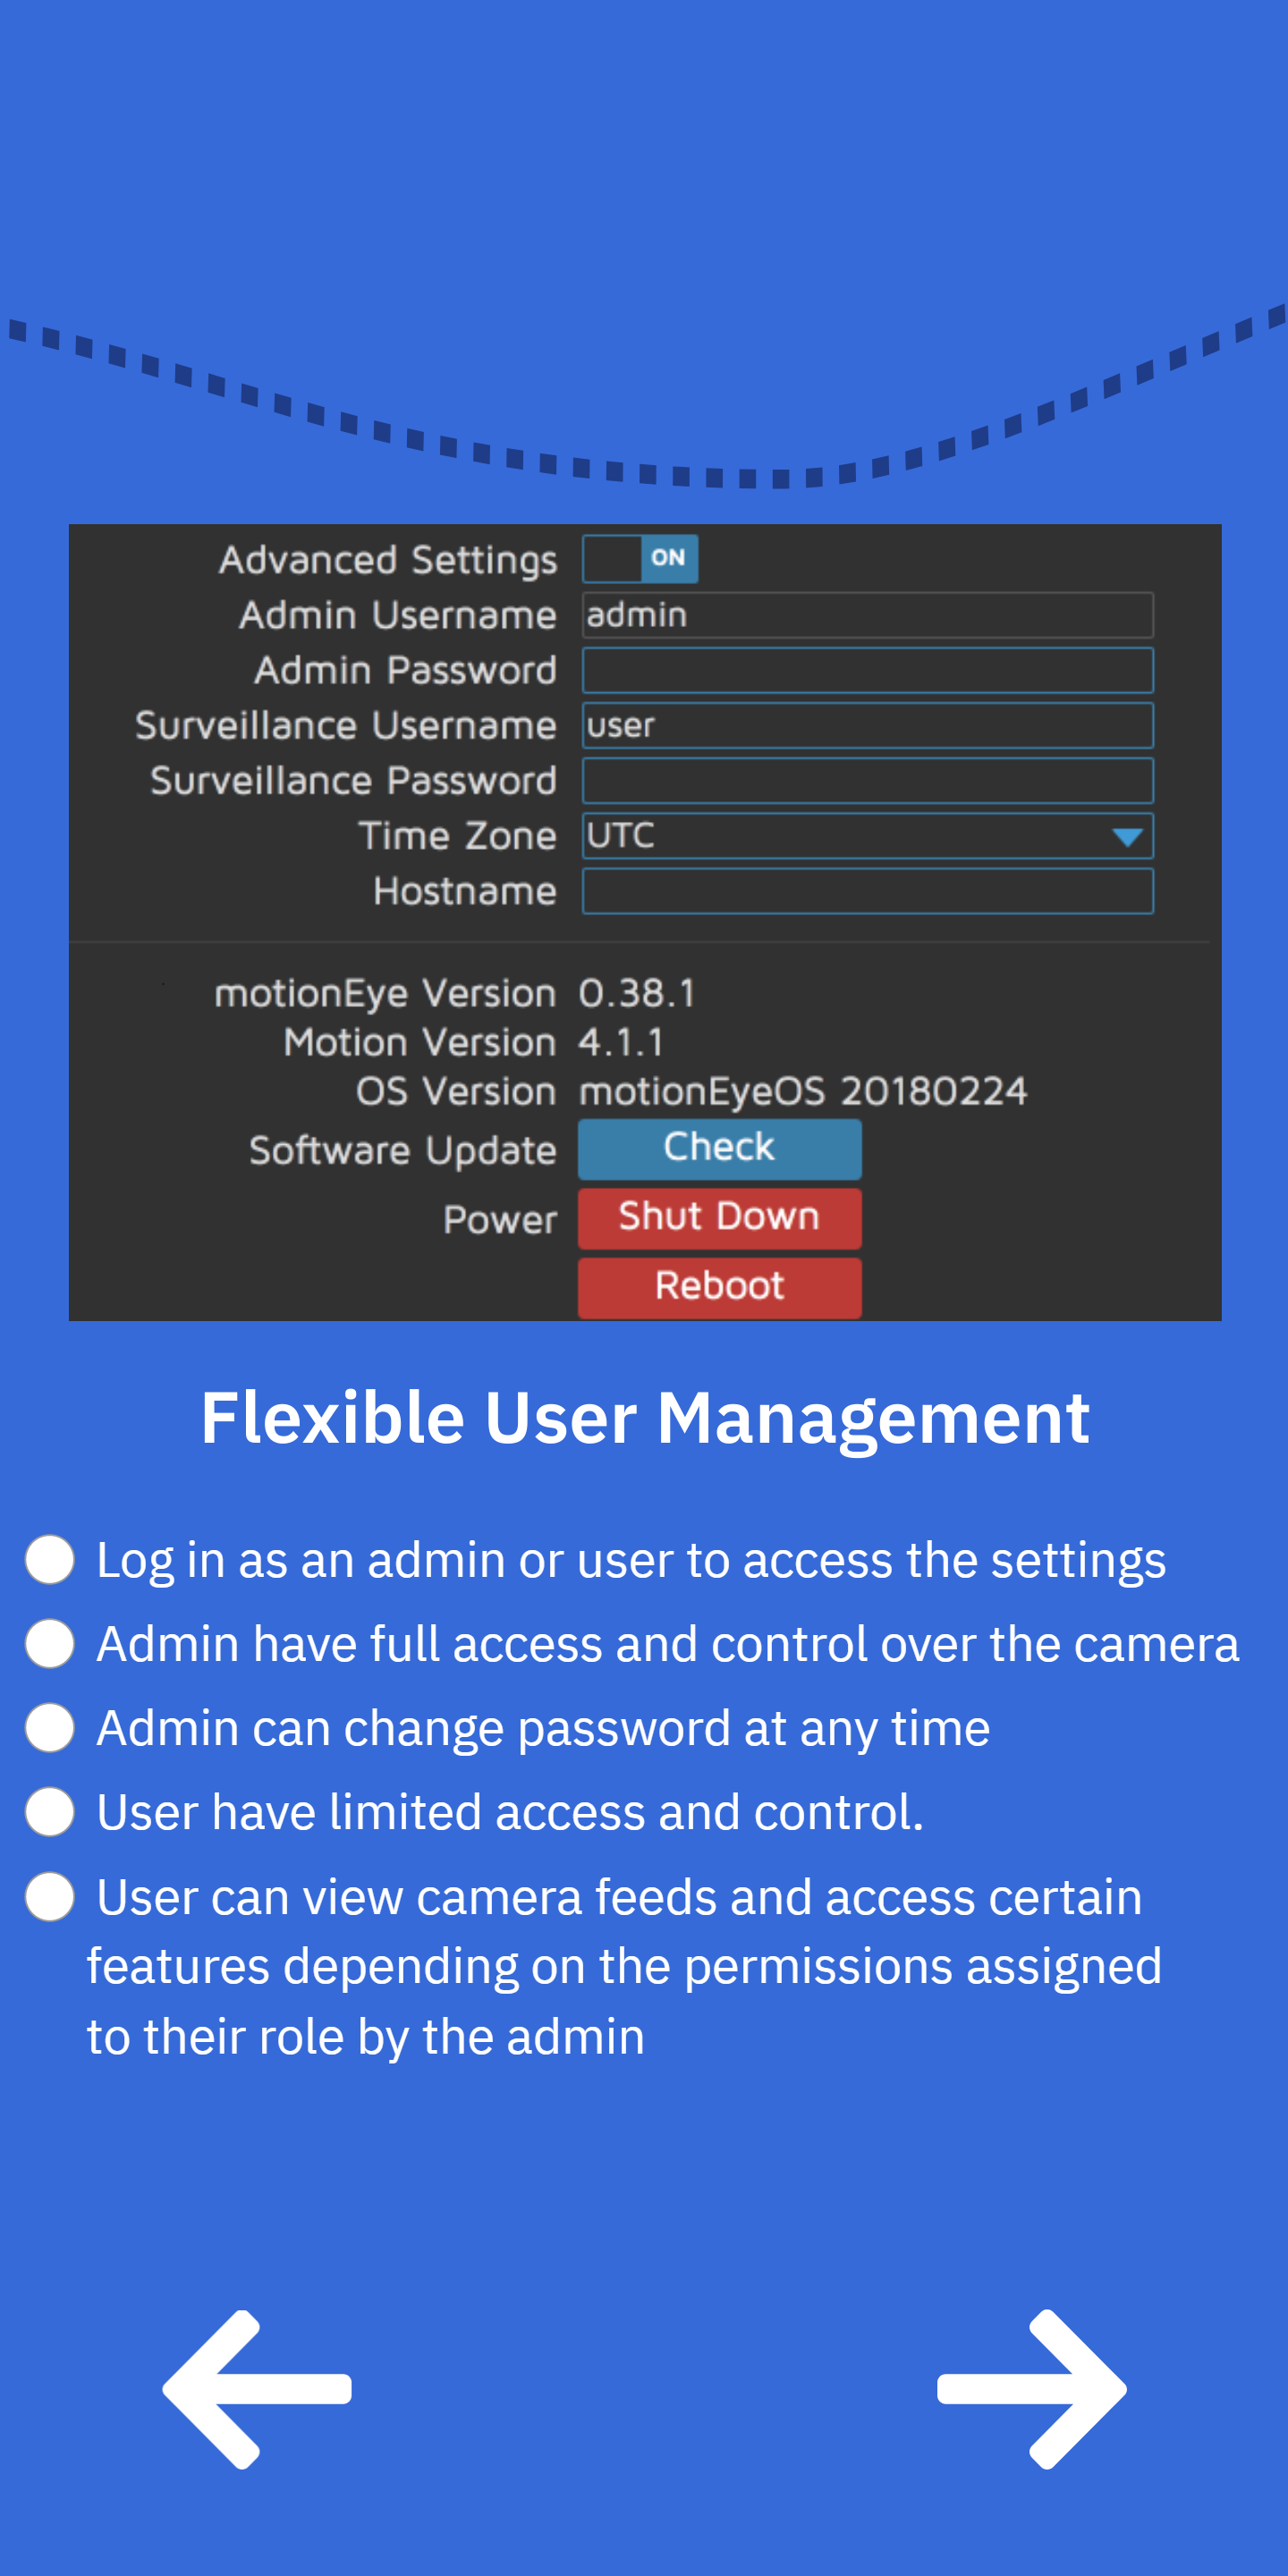 Advanced Settings ON
Admin Username admin
Admin Password
Surveillance Username user
Surveillance Password
Time Zone UTC
Hostname
motionEye Version 0.38.1
Motion Version 4.1.1
OS Version motionEyeOS 20180224
Software Update Check
Power Shut Down
Reboot
Flexible User Management
Log in as an admin or user to access the settings
Admin have full access and control over the camera
Admin can change password at any time
User have limited access and control.
User can view camera feeds and access certain
features depending on the permissions assigned
to their role by the admin